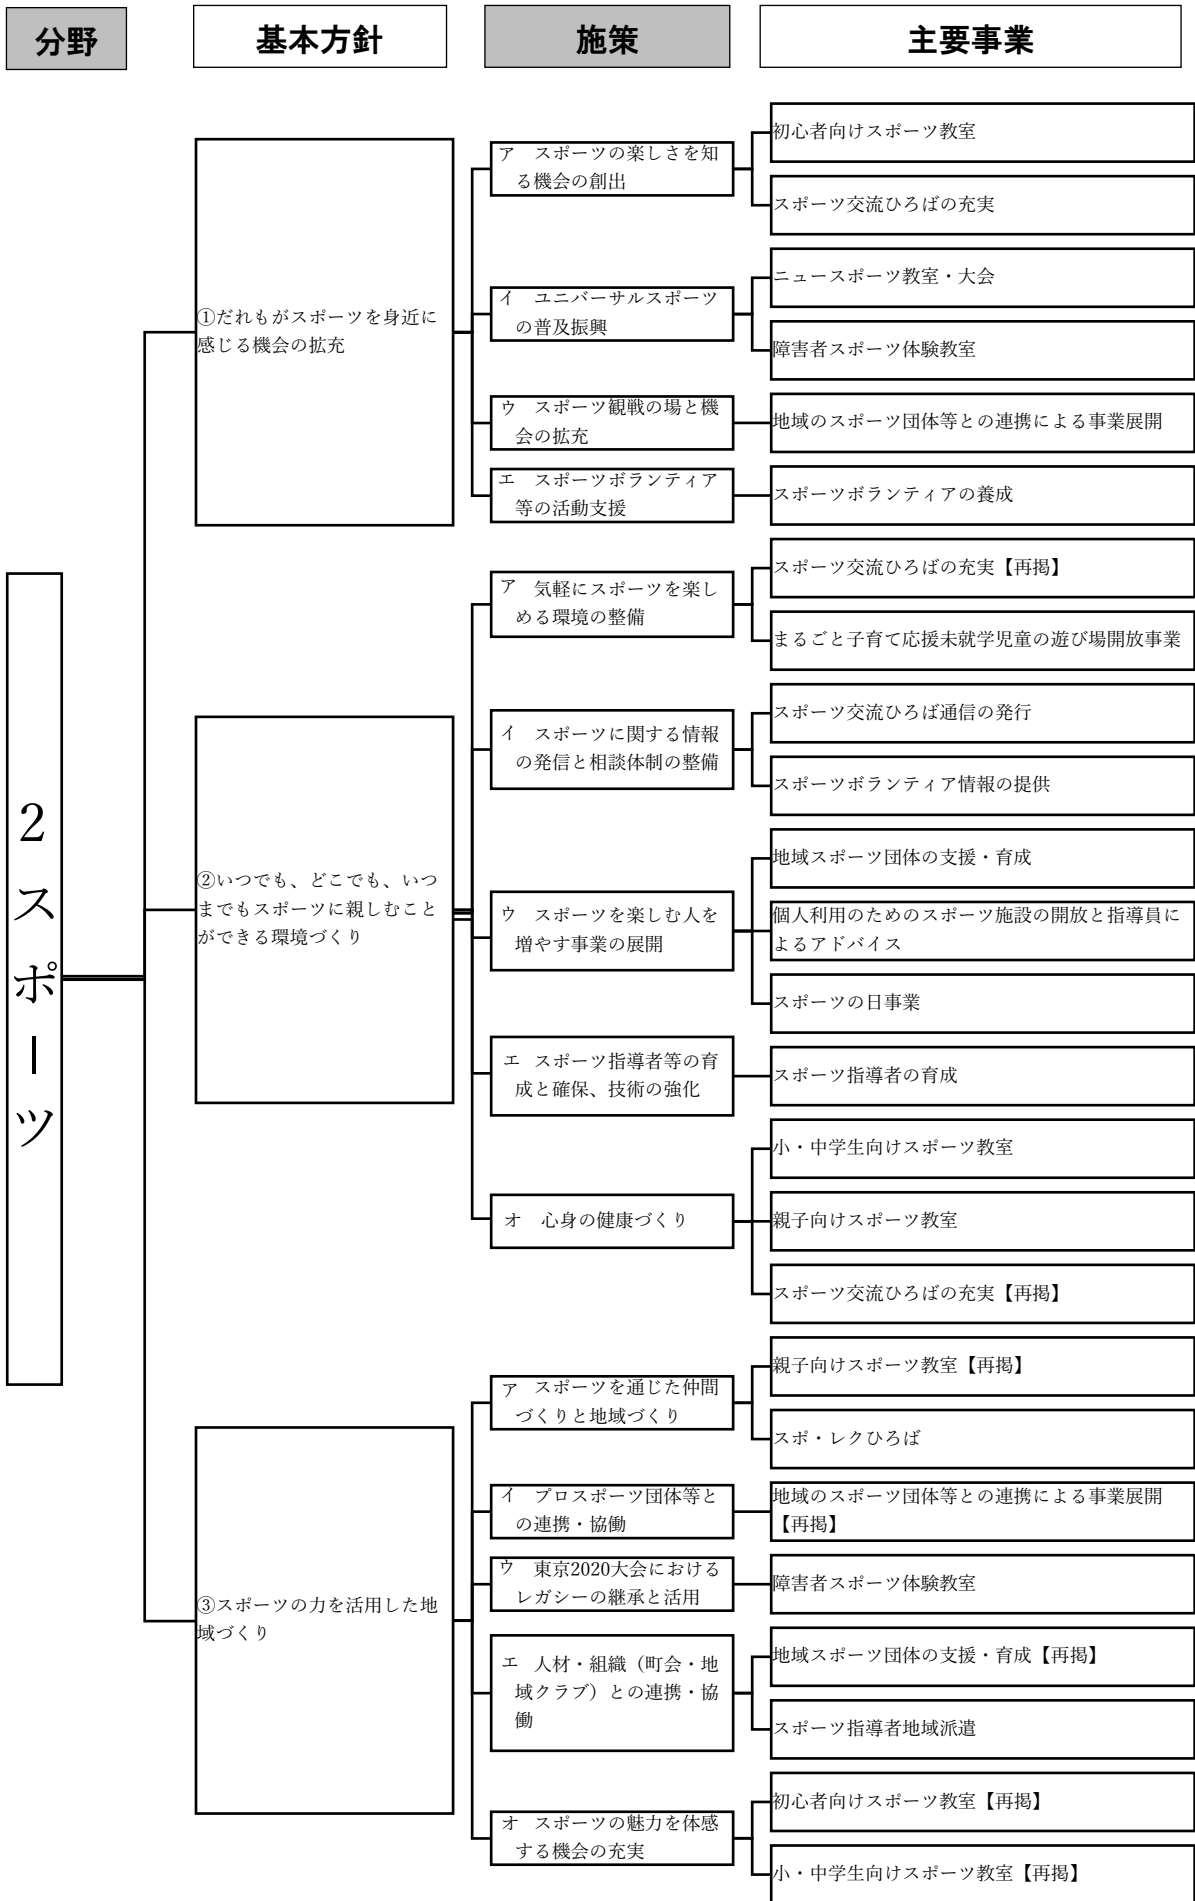 分野
基本方針
施策
主要事業
2スポーツ
①だれもがスポーツを身近に
感じる機会の拡充
ア　スポーツの楽しさを知
る機会の創出
初心者向けスポーツ教室
スポーツ交流ひろばの充実
イ　ユニバーサルスポーツ
の普及振興
ニュースポーツ教室・大会
障害者スポーツ体験教室
ウ　スポーツ観戦の場と機
会の拡充
地域のスポーツ団体等との連携による事業展開
エ　スポーツボランティア
等の活動支援
スポーツボランティアの養成
②いつでも、どこでも、いつ
までもスポーツに親しむこと
ができる環境づくり
ア　気軽にスポーツを楽し
める環境の整備
スポーツ交流ひろばの充実【再掲】
まるごと子育て応援未就学児童の遊び場開放事業
イ　スポーツに関する情報
の発信と相談体制の整備
スポーツ交流ひろば通信の発行
スポーツボランティア情報の提供
ウ　スポーツを楽しむ人を
増やす事業の展開
地域スポーツ団体の支援・育成
個人利用のためのスポーツ施設の開放と指導員に
よるアドバイス
スポーツの日事業
エ　スポーツ指導者等の育
成と確保、技術の強化
スポーツ指導者の育成
オ　心身の健康づくり
小・中学生向けスポーツ教室
親子向けスポーツ教室
スポーツ交流ひろばの充実【再掲】
③スポーツの力を活用した地
域づくり
ア　スポーツを通じた仲間
づくりと地域づくり
親子向けスポーツ教室【再掲】
スポ・レクひろば
イ　プロスポーツ団体等と
の連携・協働
地域のスポーツ団体等との連携による事業展開
【再掲】
ウ　東京2020大会における
レガシーの継承と活用
障害者スポーツ体験教室
エ　人材・組織（町会・地
域クラブ）との連携・協
働
地域スポーツ団体の支援・育成【再掲】
スポーツ指導者地域派遣
オ　スポーツの魅力を体感
する機会の充実
初心者向けスポーツ教室【再掲】
小・中学生向けスポーツ教室【再掲】